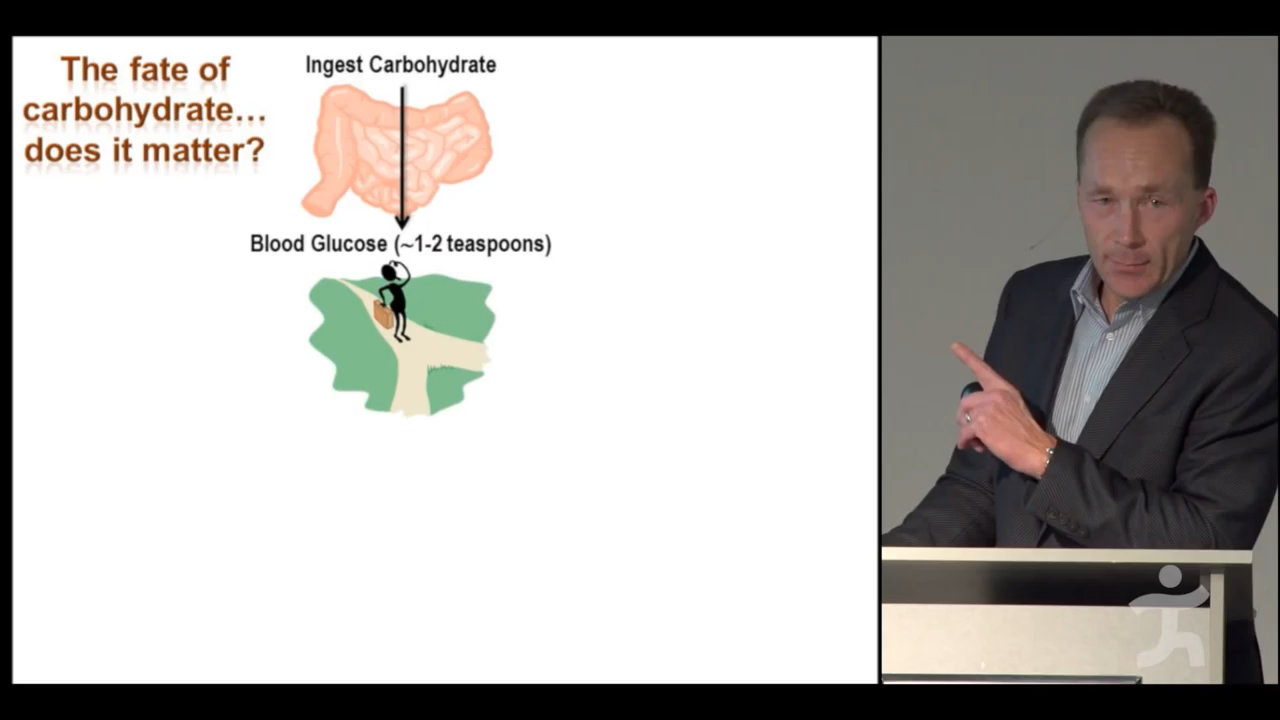 The fate of
carbohydrate…
does it matter?
Ingest Carbohydrate
Blood Glucose (~1-2 teaspoons)